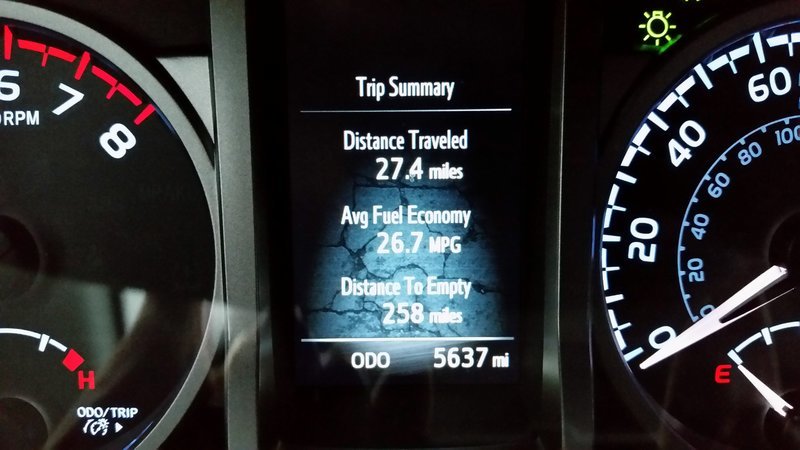 Trip Summary
Distance Traveled
27.4 miles
Avg Fuel Economy
26.7 MPG
Distance To Empty
258 miles
ODO 5637 mi
6 7 8
RPM
H
ODO/TRIP
0 20 40 60
20 40 60 80 100
E